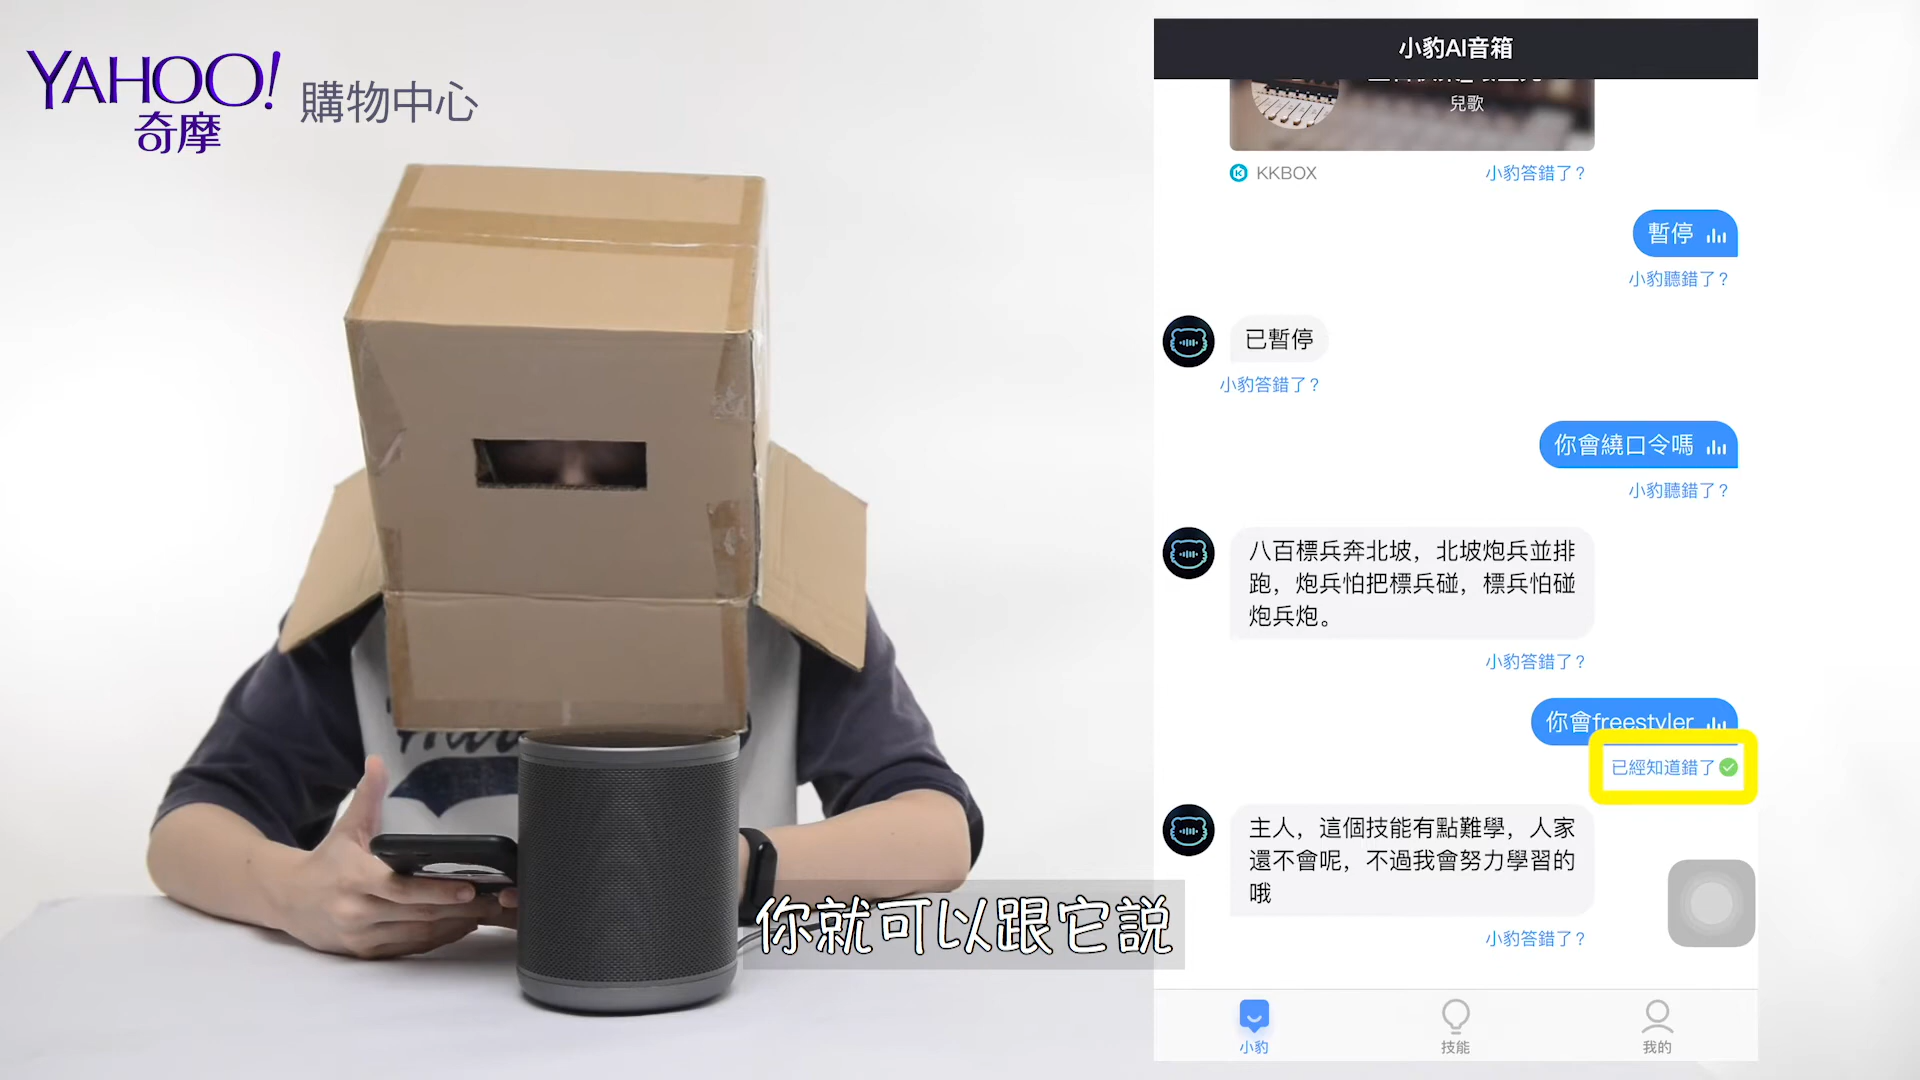 YAHOO!
奇摩
購物中心
小豹AI音箱
兒歌
KKBOX
小豹答錯了？
暫停
小豹聽錯了？
已暫停
小豹答錯了？
你會繞口令嗎
小豹聽錯了？
八百標兵奔北坡，北坡炮兵並排
跑，炮兵怕把標兵碰，標兵怕碰
炮兵炮。
小豹答錯了？
你會freestyler
已經知道錯了
主人，這個技能有點難學，人家
還不會呢，不過我會努力學習的
哦
小豹答錯了？
小豹
技能
我的
你就可以跟它説